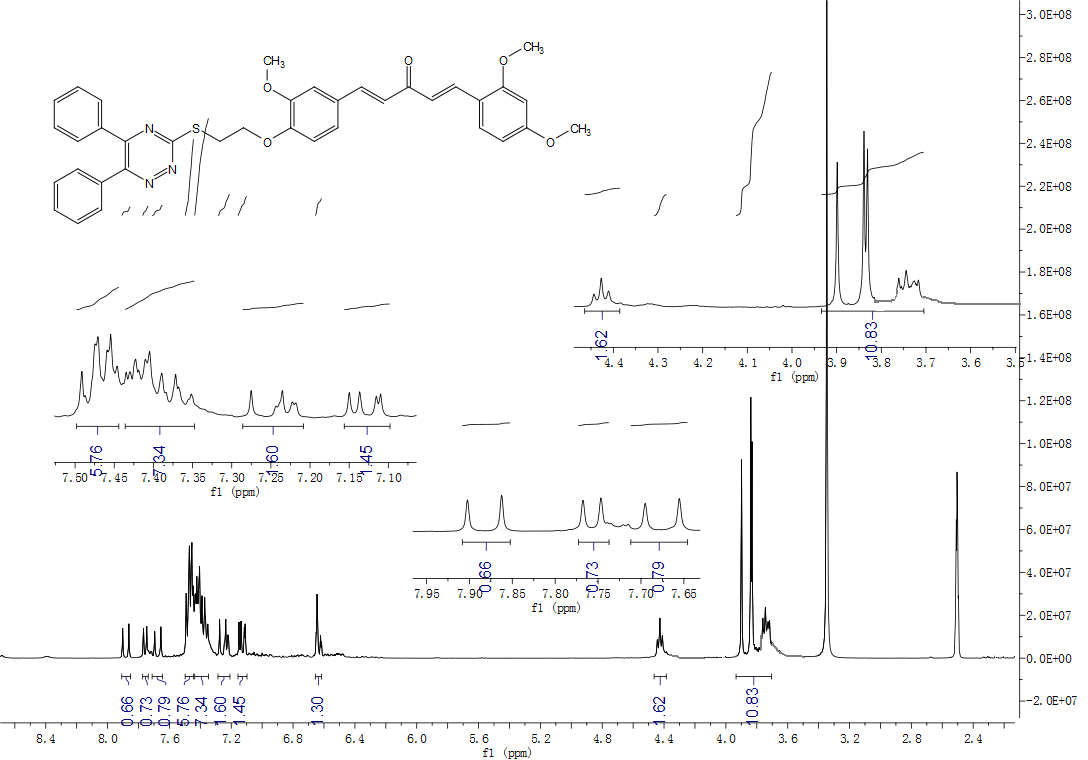 3.0E+08
2.8E+08
2.6E+08
2.4E+08
2.2E+08
2.0E+08
1.8E+08
1.6E+08
1.4E+08
1.2E+08
1.0E+08
8.0E+07
6.0E+07
4.0E+07
2.0E+07
0.0E+00
-2.0E+07
CH3
O
O
O
CH3
O
CH3
O
N
S
O
N
N
1.62
10.83
4.4 4.3 4.2 4.1 4.0 3.9 3.8 3.7 3.6 3.5
f1 (ppm)
5.76 7.34 1.60 1.45
7.50 7.45 7.40 7.35 7.30 7.25 7.20 7.15 7.10
f1 (ppm)
0.66 0.73 0.79
7.95 7.90 7.85 7.80 7.75 7.70 7.65
f1 (ppm)
0.66 0.73 0.79 5.76 7.34 1.60 1.45 1.30 1.62 10.83
8.4 8.0 7.6 7.2 6.8 6.4 6.0 5.6 5.2 4.8 4.4 4.0 3.6 3.2 2.8 2.4
f1 (ppm)